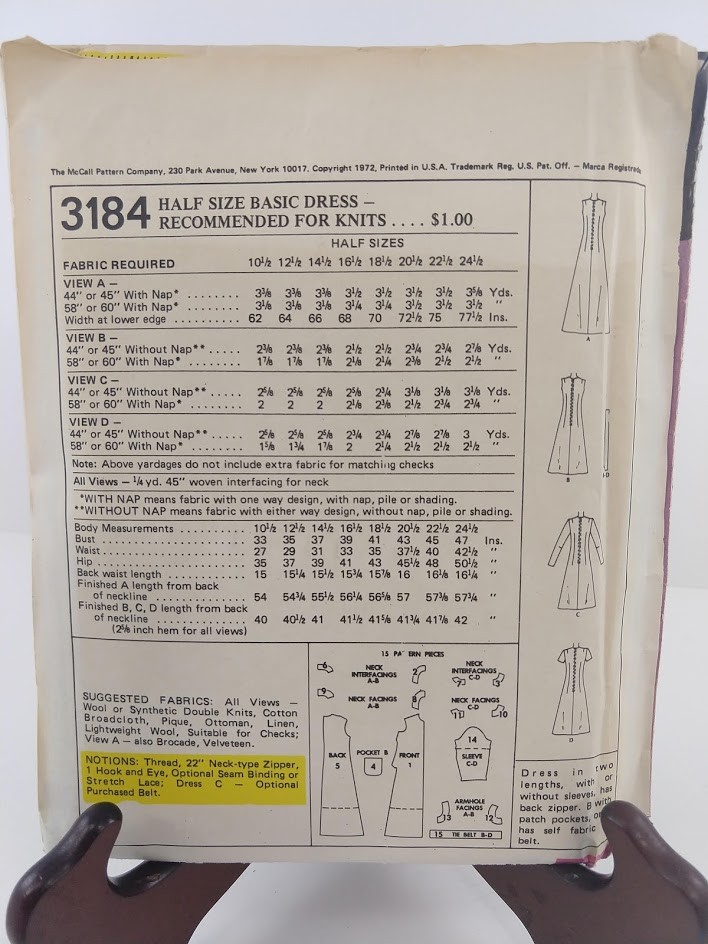 The McCall Pattern Company, 230 Park Avenue, New York 10017. Copyright 1972, Printed in U.S.A. Trademark Reg. U.S. Pat. Off. – Marca Registrada
3184 HALF SIZE BASIC DRESS –
RECOMMENDED FOR KNITS .... $1.00
HALF SIZES
FABRIC REQUIRED 10½ 12½ 14½ 16½ 18½ 20½ 22½ 24½
VIEW A –
44" or 45" With Nap* ........ 3⅜ 3⅜ 3⅜ 3½ 3½ 3½ 3½ 3⅝ Yds.
58" or 60" With Nap* ........ 3⅛ 3⅛ 3⅛ 3¼ 3¼ 3½ 3½ 3½ "
Width at lower edge .......... 62 64 66 68 70 72½ 75 77½ Ins.
VIEW B –
44" or 45" Without Nap** ..... 2⅜ 2⅜ 2⅜ 2½ 2½ 2¾ 2¾ 2⅞ Yds.
58" or 60" With Nap* ........ 1⅞ 1⅞ 1⅞ 2⅛ 2¼ 2⅜ 2½ 2½ "
VIEW C –
44" or 45" Without Nap** ..... 2⅝ 2⅝ 2⅝ 2⅝ 2¾ 3⅛ 3⅛ 3⅛ Yds.
58" or 60" With Nap* ........ 2 2 2 2⅛ 2⅜ 2½ 2¾ 2¾ "
VIEW D –
44" or 45" Without Nap** ..... 2⅝ 2⅝ 2⅝ 2¾ 2¾ 2⅞ 2⅞ 3 Yds.
58" or 60" With Nap* ........ 1⅝ 1¾ 1⅞ 2 2¼ 2½ 2½ 2½ "
Note: Above yardages do not include extra fabric for matching checks
All Views – ¼ yd. 45" woven interfacing for neck
*WITH NAP means fabric with one way design, with nap, pile or shading.
**WITHOUT NAP means fabric with either way design, without nap, pile or shading.
Body Measurements .......... 10½ 12½ 14½ 16½ 18½ 20½ 22½ 24½
Bust ...................... 33 35 37 39 41 43 45 47 Ins.
Waist ..................... 27 29 31 33 35 37½ 40 42½ "
Hip ....................... 35 37 39 41 43 45½ 48 50½ "
Back waist length ............ 15 15¼ 15½ 15¾ 15⅞ 16 16⅛ 16¼ "
Finished A length from back
of neckline ............... 54 54¾ 55½ 56¼ 56⅝ 57 57⅜ 57¾ "
Finished B, C, D length from back
of neckline ............... 40 40½ 41 41½ 41⅝ 41¾ 41⅞ 42 "
(2⅝ inch hem for all views)
A
B
D
C
D
SUGGESTED FABRICS: All Views –
Wool or Synthetic Double Knits, Cotton
Broadcloth, Pique, Ottoman, Linen,
Lightweight Wool, Suitable for Checks;
View A – also Brocade, Velveteen.
NOTIONS: Thread, 22" Neck-type Zipper,
1 Hook and Eye, Optional Seam Binding or
Stretch Lace; Dress C – Optional
Purchased Belt.
15 PATTERN PIECES
6 NECK INTERFACINGS A-B 2
NECK INTERFACINGS C-D
7 3
9 NECK FACINGS A-B 8
NECK FACINGS C-D
11 10
BACK 5
POCKET B 4
FRONT 1
14 SLEEVE C-D
ARMHOLE FACINGS A-B
13 12
15 TIE BELT B-D
Dress in two
lengths, with or
without sleeves, has
back zipper. B with
patch pockets, or
has self fabric
belt.